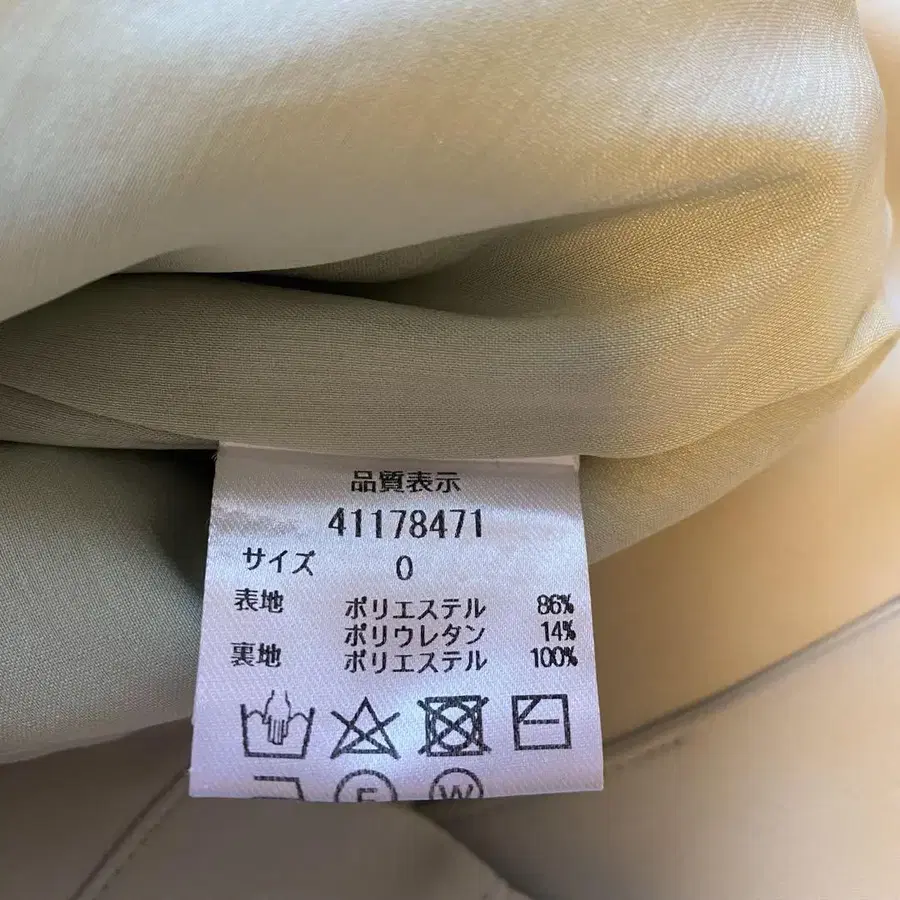 品質表示
41178471
サイズ 0
表地 ポリエステル 86%
ポリウレタン 14%
裏地 ポリエステル 100%
F W